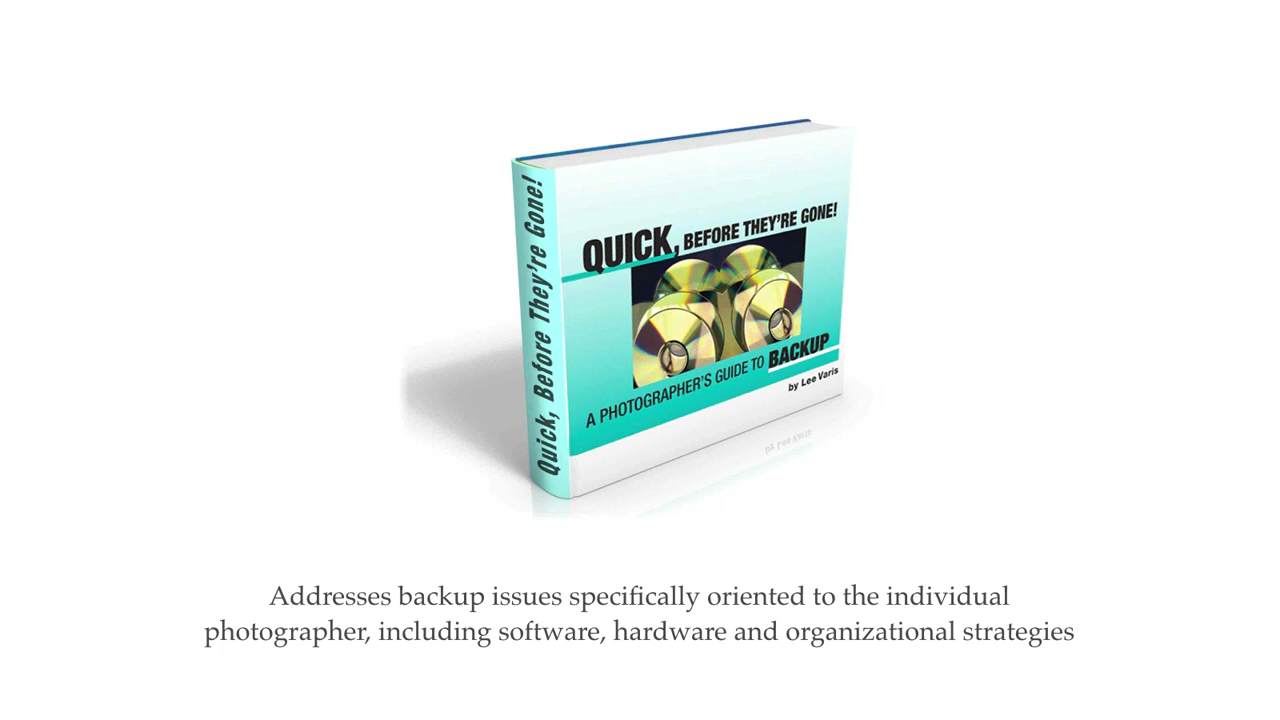 Quick, Before They're Gone!
QUICK, BEFORE THEY'RE GONE!
A PHOTOGRAPHER'S GUIDE TO BACKUP
by Lee Varis
Addresses backup issues specifically oriented to the individual
photographer, including software, hardware and organizational strategies